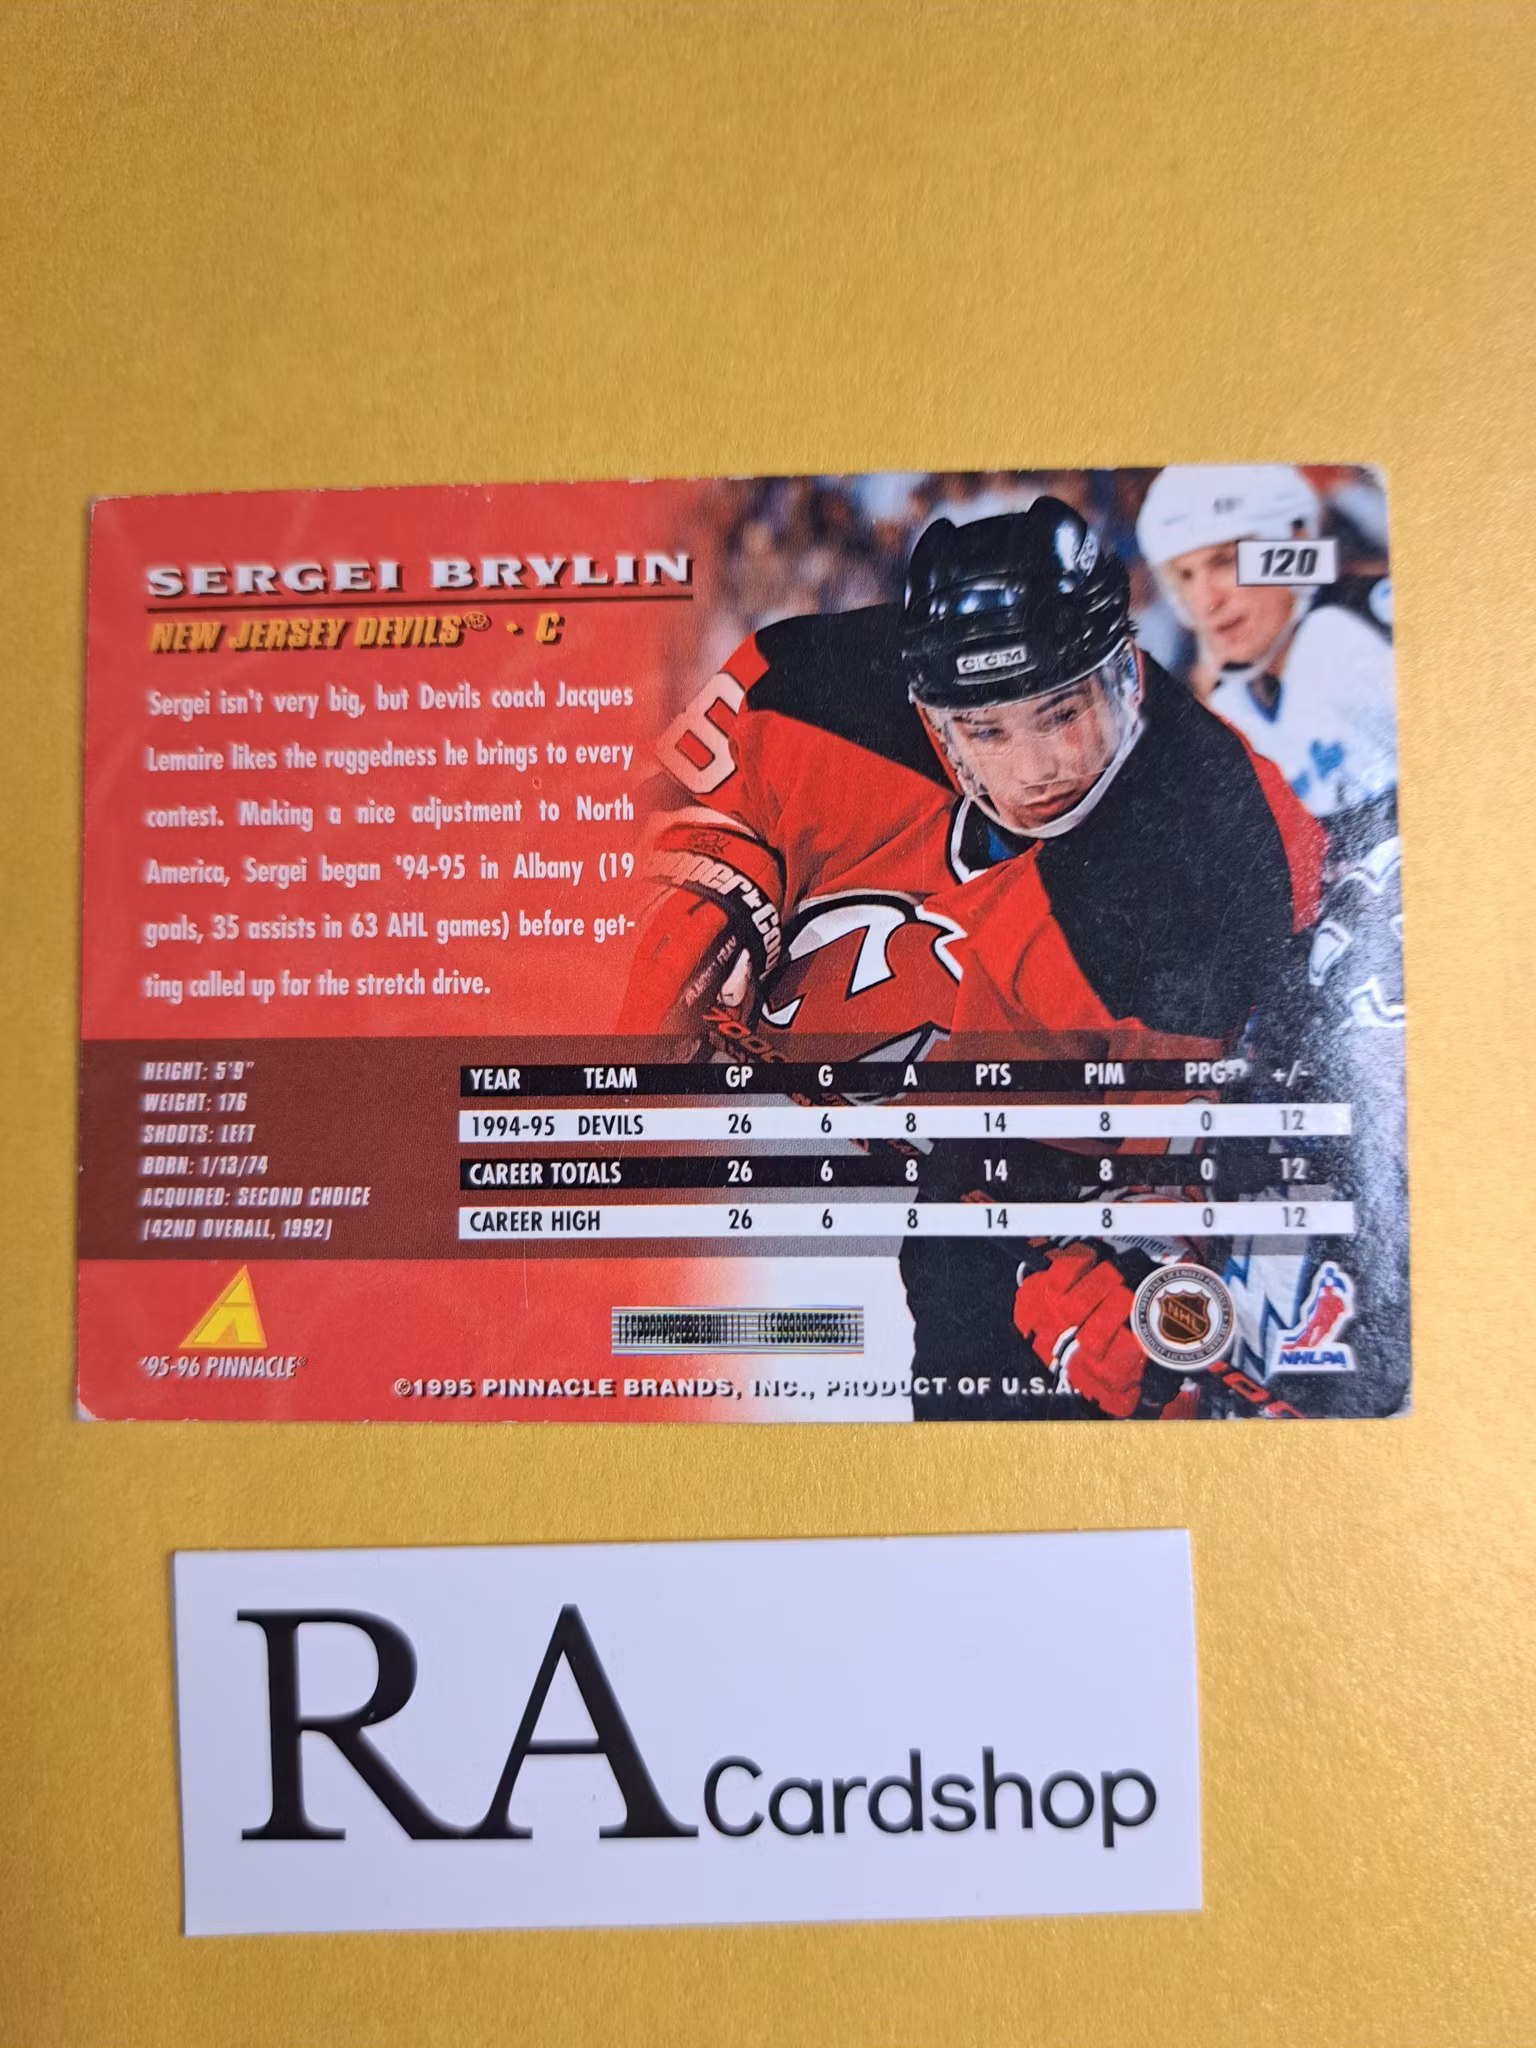 SERGEI BRYLIN
120
NEW JERSEY DEVILS® • C
Sergei isn't very big, but Devils coach Jacques
Lemaire likes the ruggedness he brings to every
contest. Making a nice adjustment to North
America, Sergei began '94-95 in Albany (19
goals, 35 assists in 63 AHL games) before get-
ting called up for the stretch drive.
CCM
6
HEIGHT: 5'9"
WEIGHT: 176
SHOOTS: LEFT
BORN: 1/13/74
ACQUIRED: SECOND CHOICE
(42ND OVERALL, 1992)
YEAR TEAM GP G A PTS PIM PPG +/-
1994-95 DEVILS 26 6 8 14 8 0 12
CAREER TOTALS 26 6 8 14 8 0 12
CAREER HIGH 26 6 8 14 8 0 12
'95-96 PINNACLE®
NHL
NHLPA
©1995 PINNACLE BRANDS, INC., PRODUCT OF U.S.A.
RA Cardshop